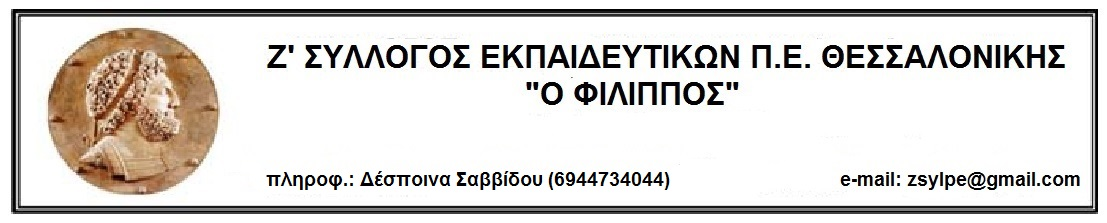 Ζ' ΣΥΛΛΟΓΟΣ ΕΚΠΑΙΔΕΥΤΙΚΩΝ Π.Ε. ΘΕΣΣΑΛΟΝΙΚΗΣ
"Ο ΦΙΛΙΠΠΟΣ"
πληροφ.: Δέσποινα Σαββίδου (6944734044) e-mail: zsylpe@gmail.com